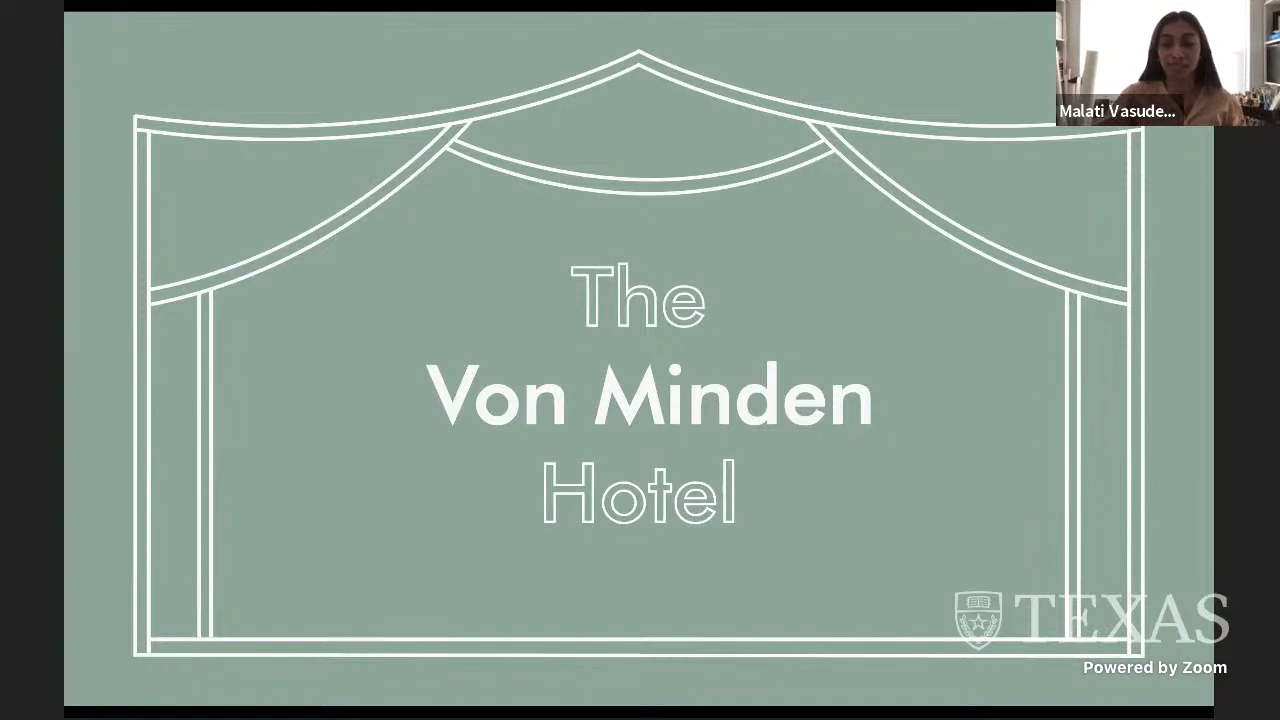 Malati Vasude...
The
Von Minden
Hotel
TEXAS
Powered by Zoom